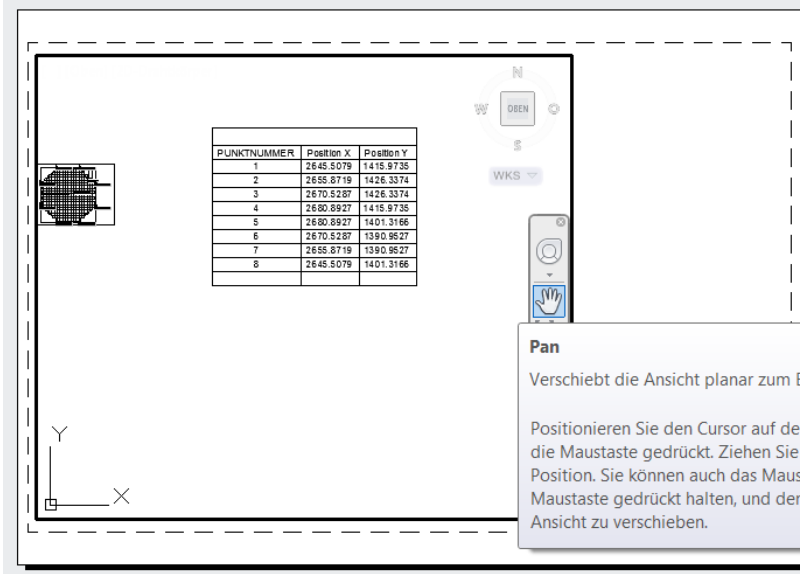 N
W OBEN O
S
WKS
PUNKTNUMMER Position X Position Y
1 2645.5079 1415.9735
2 2655.8719 1426.3374
3 2670.5287 1426.3374
4 2680.8927 1415.9735
5 2680.8927 1401.3166
6 2670.5287 1390.9527
7 2655.8719 1390.9527
8 2645.5079 1401.3166
Y
X
Pan
Verschiebt die Ansicht planar zum
Positionieren Sie den Cursor auf de
die Maustaste gedrückt. Ziehen Sie
Position. Sie können auch das Maus
Maustaste gedrückt halten, und der
Ansicht zu verschieben.